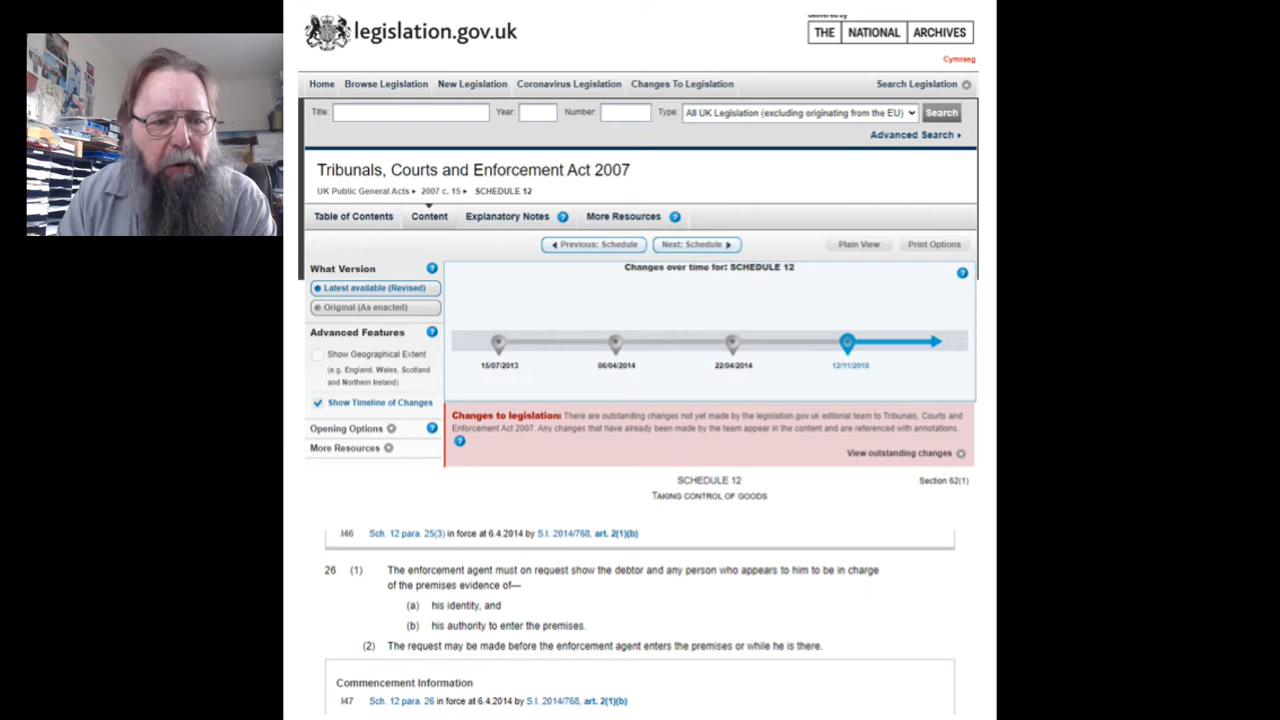 legislation.gov.uk
delivered by
THE NATIONAL ARCHIVES
Cymraeg
Home Browse Legislation New Legislation Coronavirus Legislation Changes To Legislation Search Legislation
Title: Year: Number: Type: All UK Legislation (excluding originating from the EU) Search
Advanced Search
Tribunals, Courts and Enforcement Act 2007
UK Public General Acts 2007 c. 15 SCHEDULE 12
Table of Contents Content Explanatory Notes ? More Resources ?
Previous: Schedule Next: Schedule Plain View Print Options
What Version ?
Latest available (Revised)
Original (As enacted)
Advanced Features ?
Show Geographical Extent
(e.g. England, Wales, Scotland
and Northern Ireland)
Show Timeline of Changes
Opening Options ?
More Resources
Changes over time for: SCHEDULE 12 ?
15/07/2013 06/04/2014 22/04/2014 12/11/2018
Changes to legislation: There are outstanding changes not yet made by the legislation.gov.uk editorial team to Tribunals, Courts and
Enforcement Act 2007. Any changes that have already been made by the team appear in the content and are referenced with annotations.
?
View outstanding changes
SCHEDULE 12 Section 62(1)
TAKING CONTROL OF GOODS
I46 Sch. 12 para. 25(3) in force at 6.4.2014 by S.I. 2014/768, art. 2(1)(b)
26 (1) The enforcement agent must on request show the debtor and any person who appears to him to be in charge
of the premises evidence of—
(a) his identity, and
(b) his authority to enter the premises.
(2) The request may be made before the enforcement agent enters the premises or while he is there.
Commencement Information
I47 Sch. 12 para. 26 in force at 6.4.2014 by S.I. 2014/768, art. 2(1)(b)